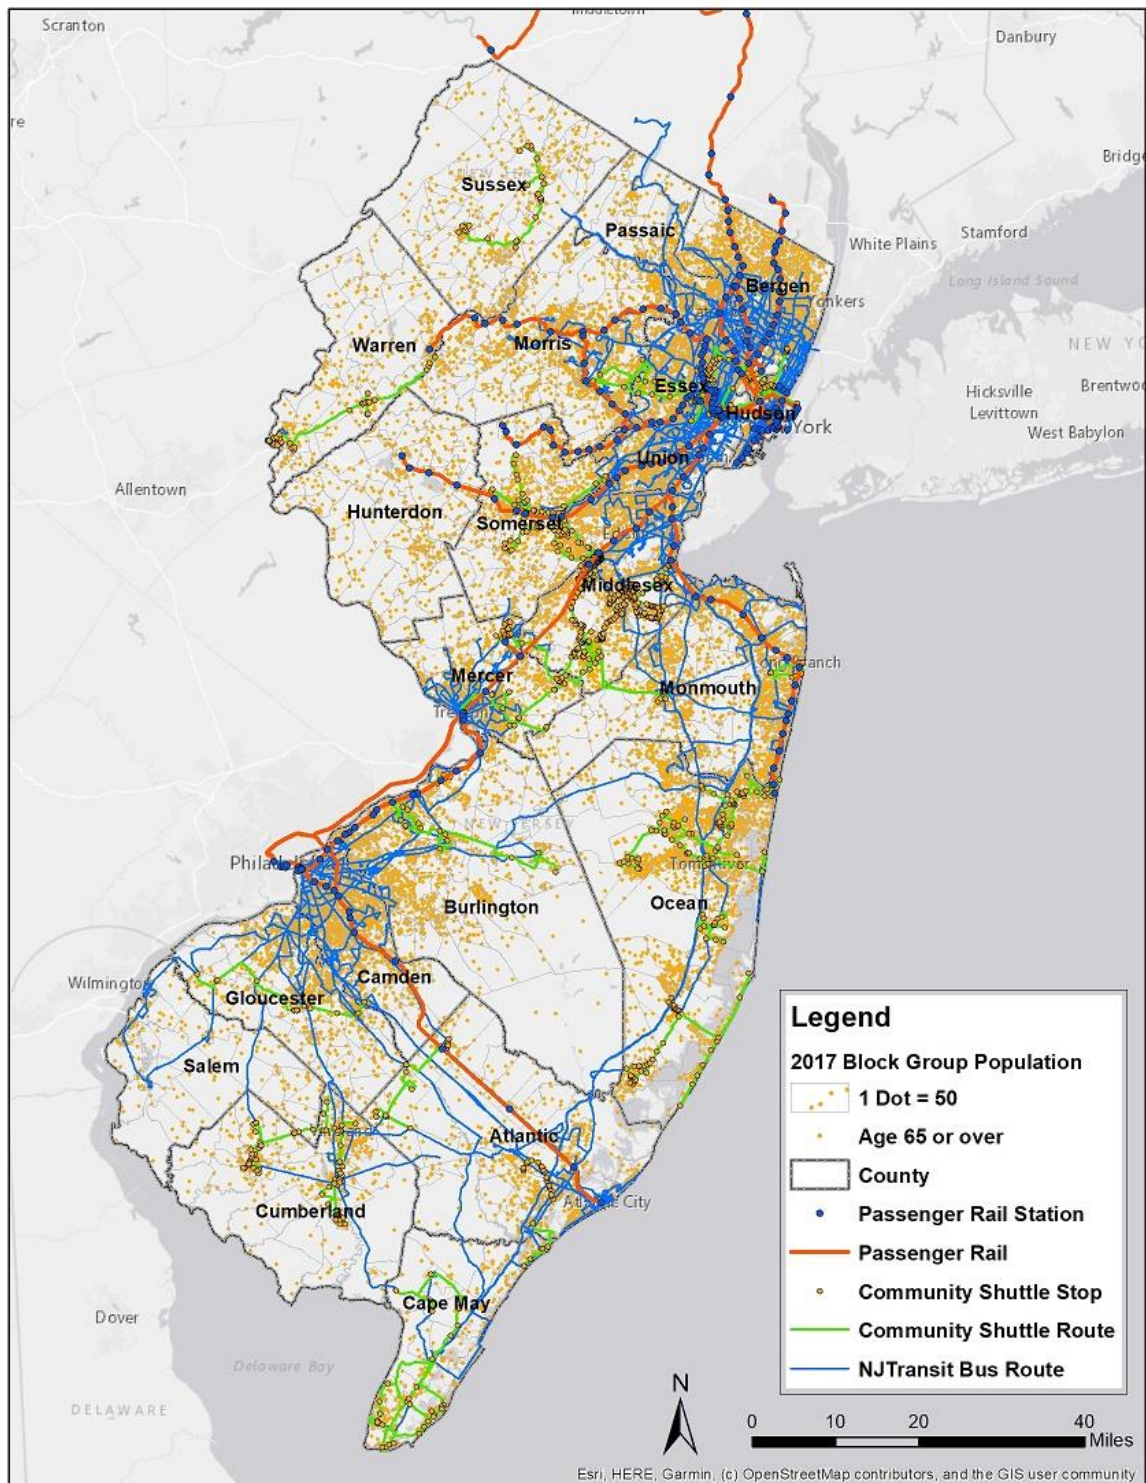 Scranton
Middletown
Danbury
re
Bridge
Sussex
Passaic
White Plains
Stamford
Long Island Sound
Bergen
Yonkers
Warren
Morris
NEW YO
Essex
Hicksville
Brentwoo
Levittown
Hudson
York
West Babylon
Union
Allentown
Hunterdon
Somerset
Middlesex
Mercer
Long Branch
Monmouth
Trenton
NEW JERSEY
Philad
Toms River
Burlington
Ocean
Wilmington
Camden
Gloucester
Salem
Atlantic
Atlantic City
Cumberland
Cape May
Dover
Delaware Bay
DELAWARE
Legend
2017 Block Group Population
1 Dot = 50
Age 65 or over
County
Passenger Rail Station
Passenger Rail
Community Shuttle Stop
Community Shuttle Route
NJTransit Bus Route
N
0 10 20 40
Miles
Esri, HERE, Garmin, (c) OpenStreetMap contributors, and the GIS user community